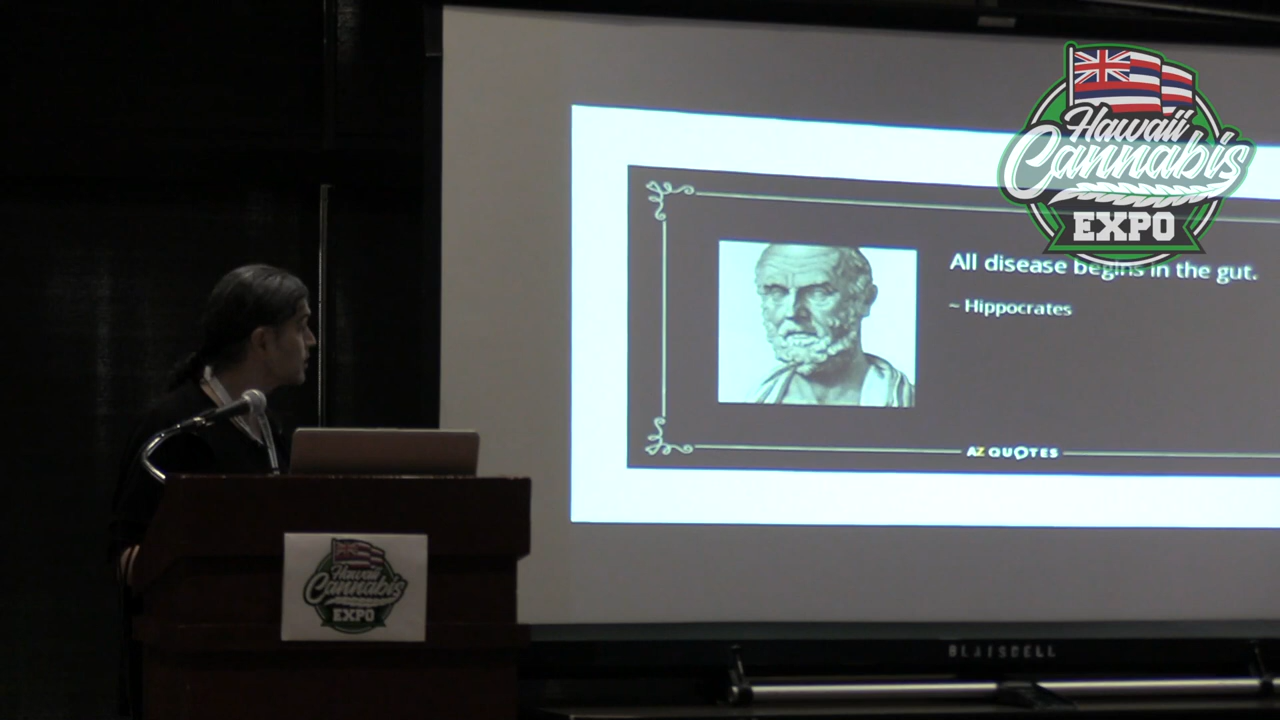 Hawaii
Cannabis
EXPO
All disease begins in the gut.
~ Hippocrates
AZ QUOTES
Hawaii
Cannabis
EXPO
BLAISDELL